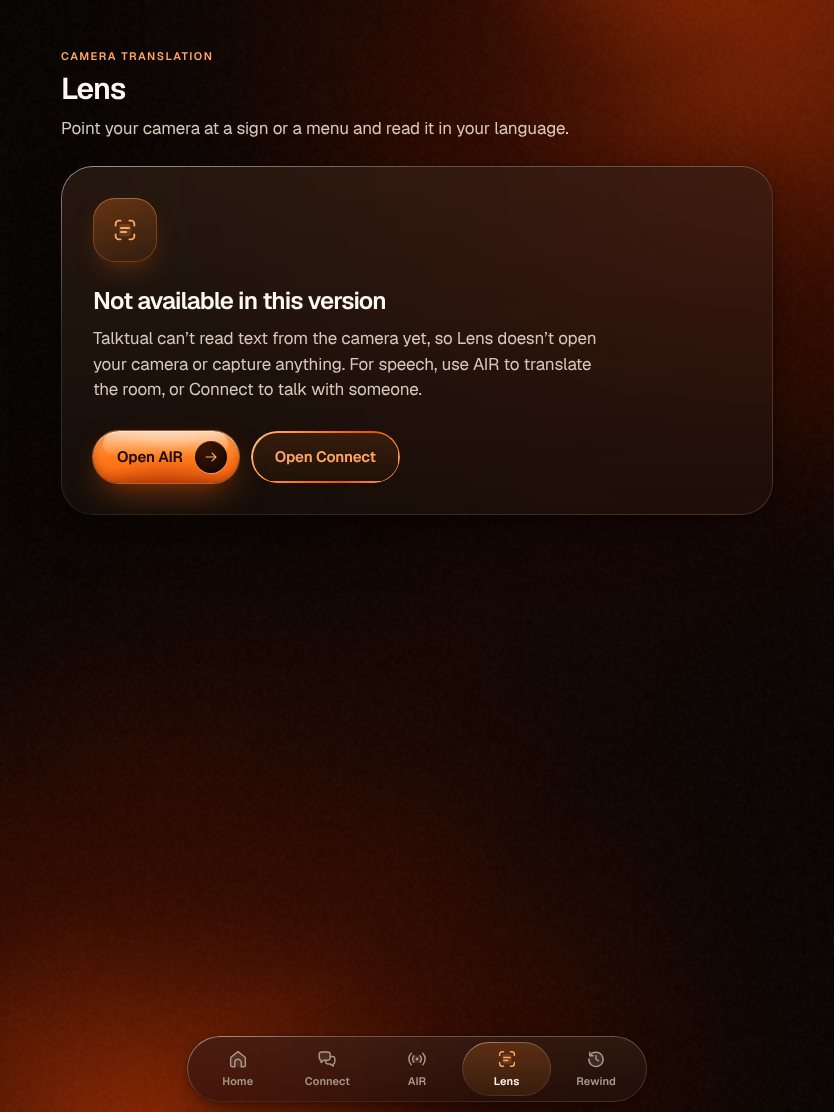 CAMERA TRANSLATION
Lens
Point your camera at a sign or a menu and read it in your language.
Not available in this version
Talktual can’t read text from the camera yet, so Lens doesn’t open
your camera or capture anything. For speech, use AIR to translate
the room, or Connect to talk with someone.
Open AIR
Open Connect
Home
Connect
AIR
Lens
Rewind